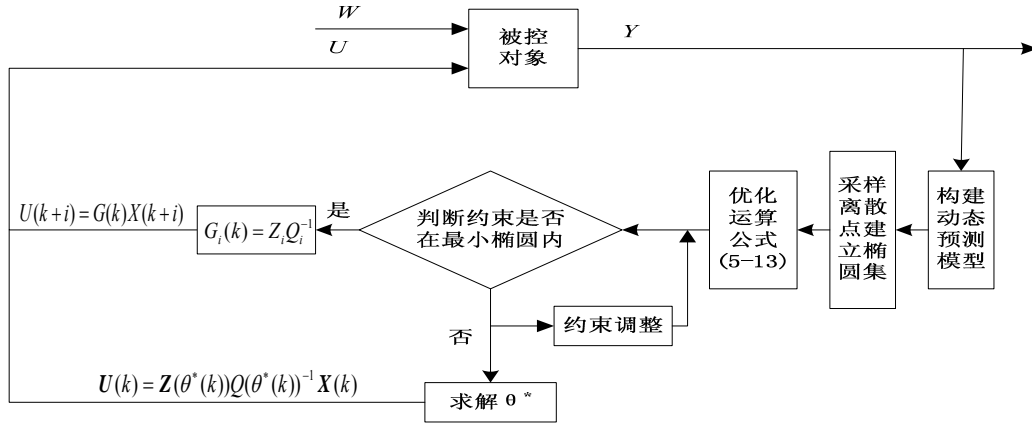 W
U
被控
对象
Y
U(k+i)=G(k)X(k+i)
是
G_i(k)=Z_iQ_i^{-1}
判断约束是否
在最小椭圆内
优化
运算
公式
(5-13)
采样
离散
点建
立椭
圆集
构建
动态
预测
模型
否
约束调整
U(k)=Z(θ^*(k))Q(θ^*(k))^{-1}X(k)
求解θ*